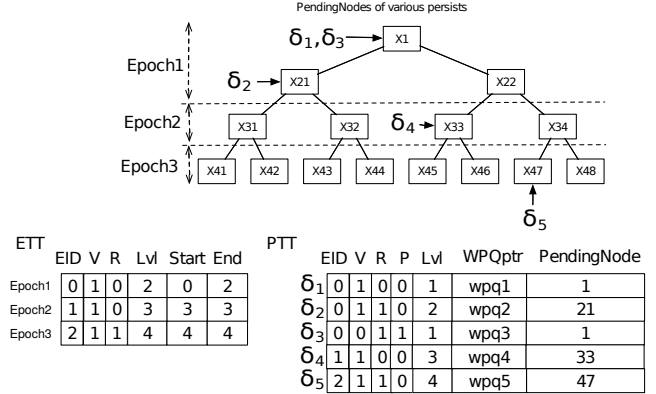 PendingNodes of various persists
δ1,δ3
X1
Epoch1
δ2
X21
X22
Epoch2
X31
X32
δ4
X33
X34
Epoch3
X41
X42
X43
X44
X45
X46
X47
X48
δ5
ETT
EID V R Lvl Start End
Epoch1 0 1 0 2 0 2
Epoch2 1 1 0 3 3 3
Epoch3 2 1 1 4 4 4
PTT
EID V R P Lvl WPQptr PendingNode
δ1 0 1 0 0 1 wpq1 1
δ2 0 1 1 0 2 wpq2 21
δ3 0 0 1 1 1 wpq3 1
δ4 1 1 0 0 3 wpq4 33
δ5 2 1 1 0 4 wpq5 47